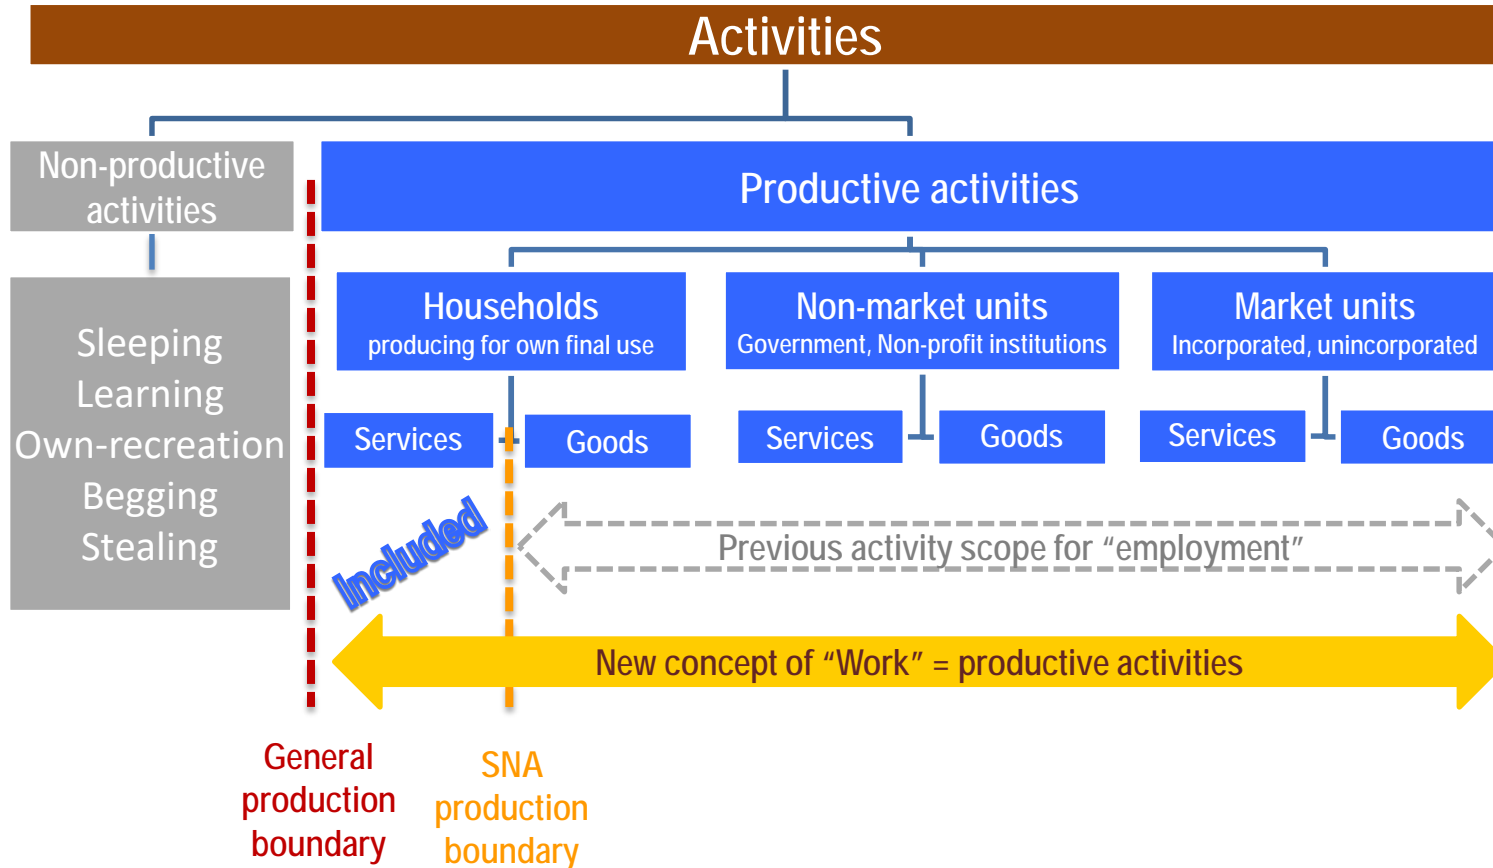 Activities
Non-productive
activities
Productive activities
Sleeping
Learning
Own-recreation
Begging
Stealing
Households
producing for own final use
Non-market units
Government, Non-profit institutions
Market units
Incorporated, unincorporated
Services
Goods
Services
Goods
Services
Goods
Included
Previous activity scope for “employment”
New concept of “Work” = productive activities
General
production
boundary
SNA
production
boundary